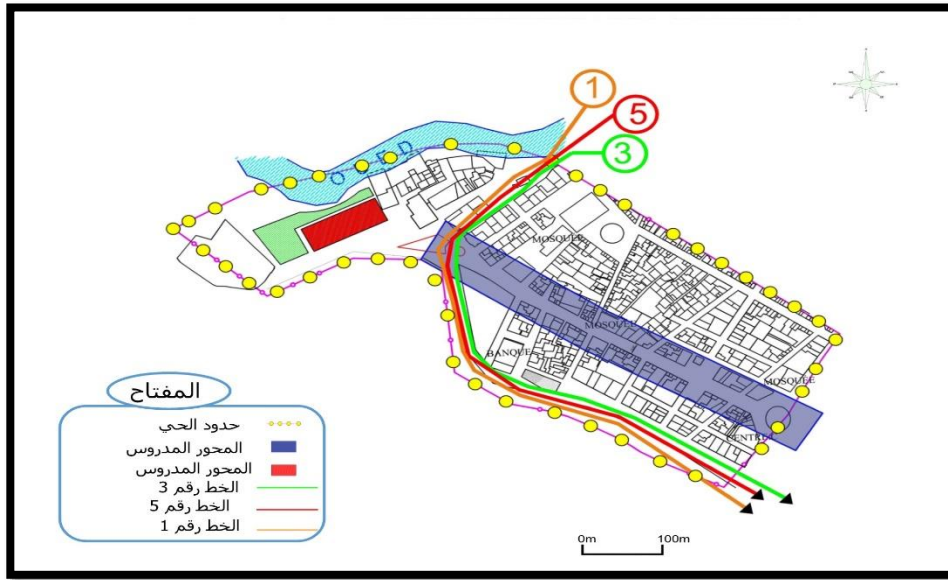 1
5
3
OUED
MOSQUEE
MOSQUEE
BANQUE
MOSQUEE
CENTRE
المفتاح
حدود الحي
المحور المدروس
المحور المدروس
الخط رقم 3
الخط رقم 5
الخط رقم 1
0m 100m